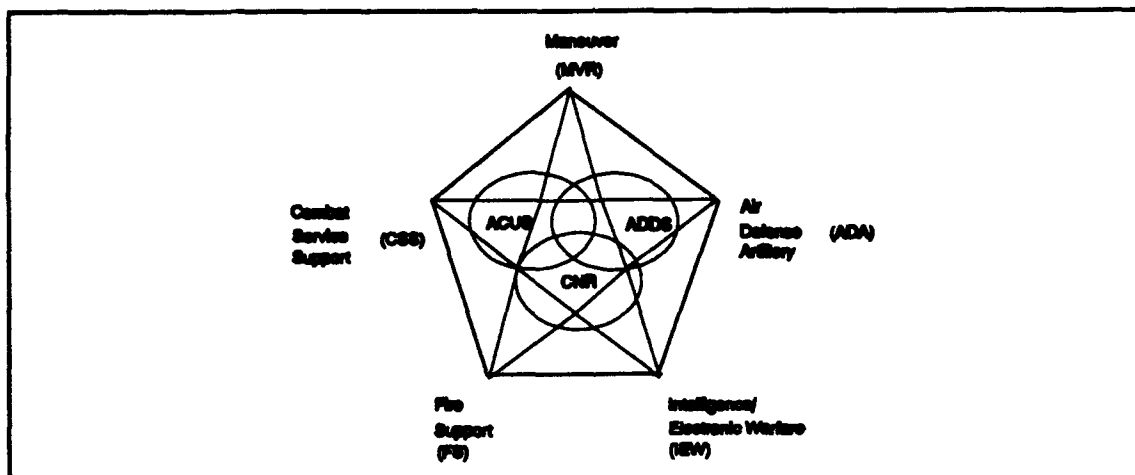 Maneuver
(MVR)
Combat
Service
Support
(CSS)
ACUS
ADDS
CNR
Air
Defense
Artillery
(ADA)
Fire
Support
(FS)
Intelligence/
Electronic Warfare
(IEW)